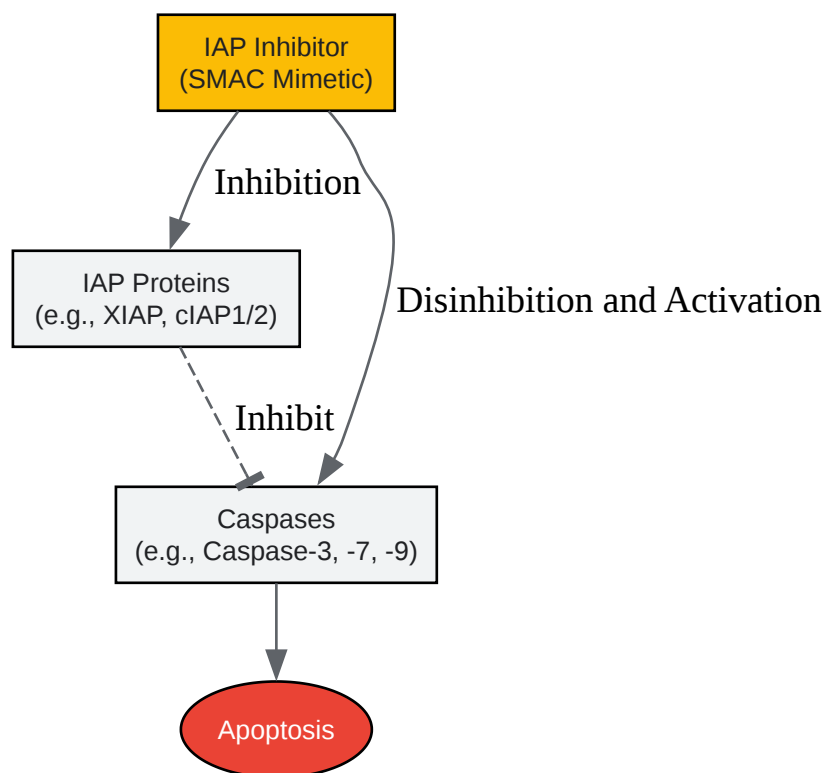 IAP Inhibitor
(SMAC Mimetic)
Inhibition
IAP Proteins
(e.g., XIAP, cIAP1/2)
Disinhibition and Activation
Inhibit
Caspases
(e.g., Caspase-3, -7, -9)
Apoptosis